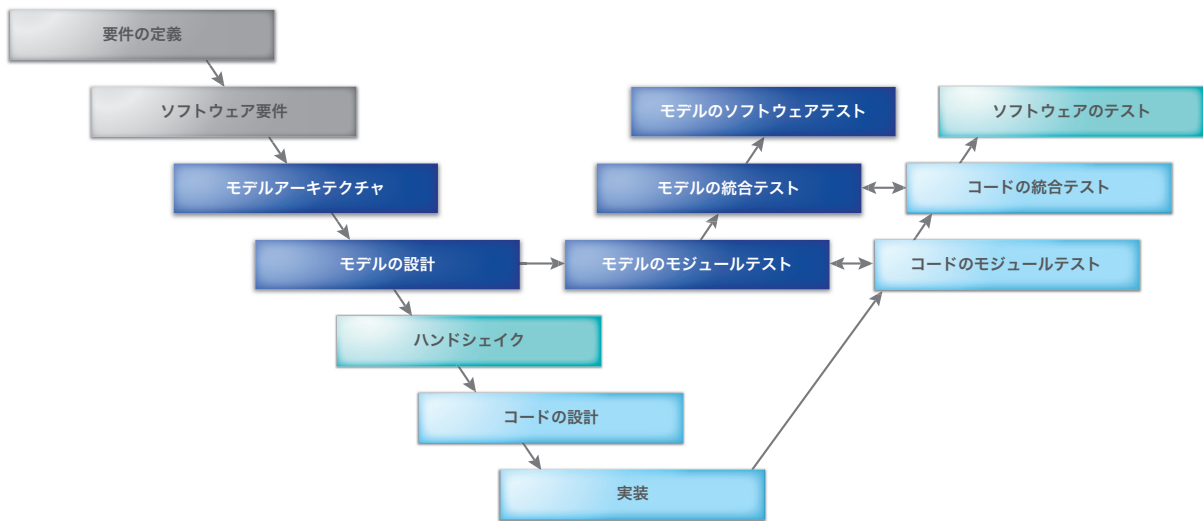 要件の定義
ソフトウェア要件
モデルのソフトウェアテスト
ソフトウェアのテスト
モデルアーキテクチャ
モデルの統合テスト
コードの統合テスト
モデルの設計
モデルのモジュールテスト
コードのモジュールテスト
ハンドシェイク
コードの設計
実装